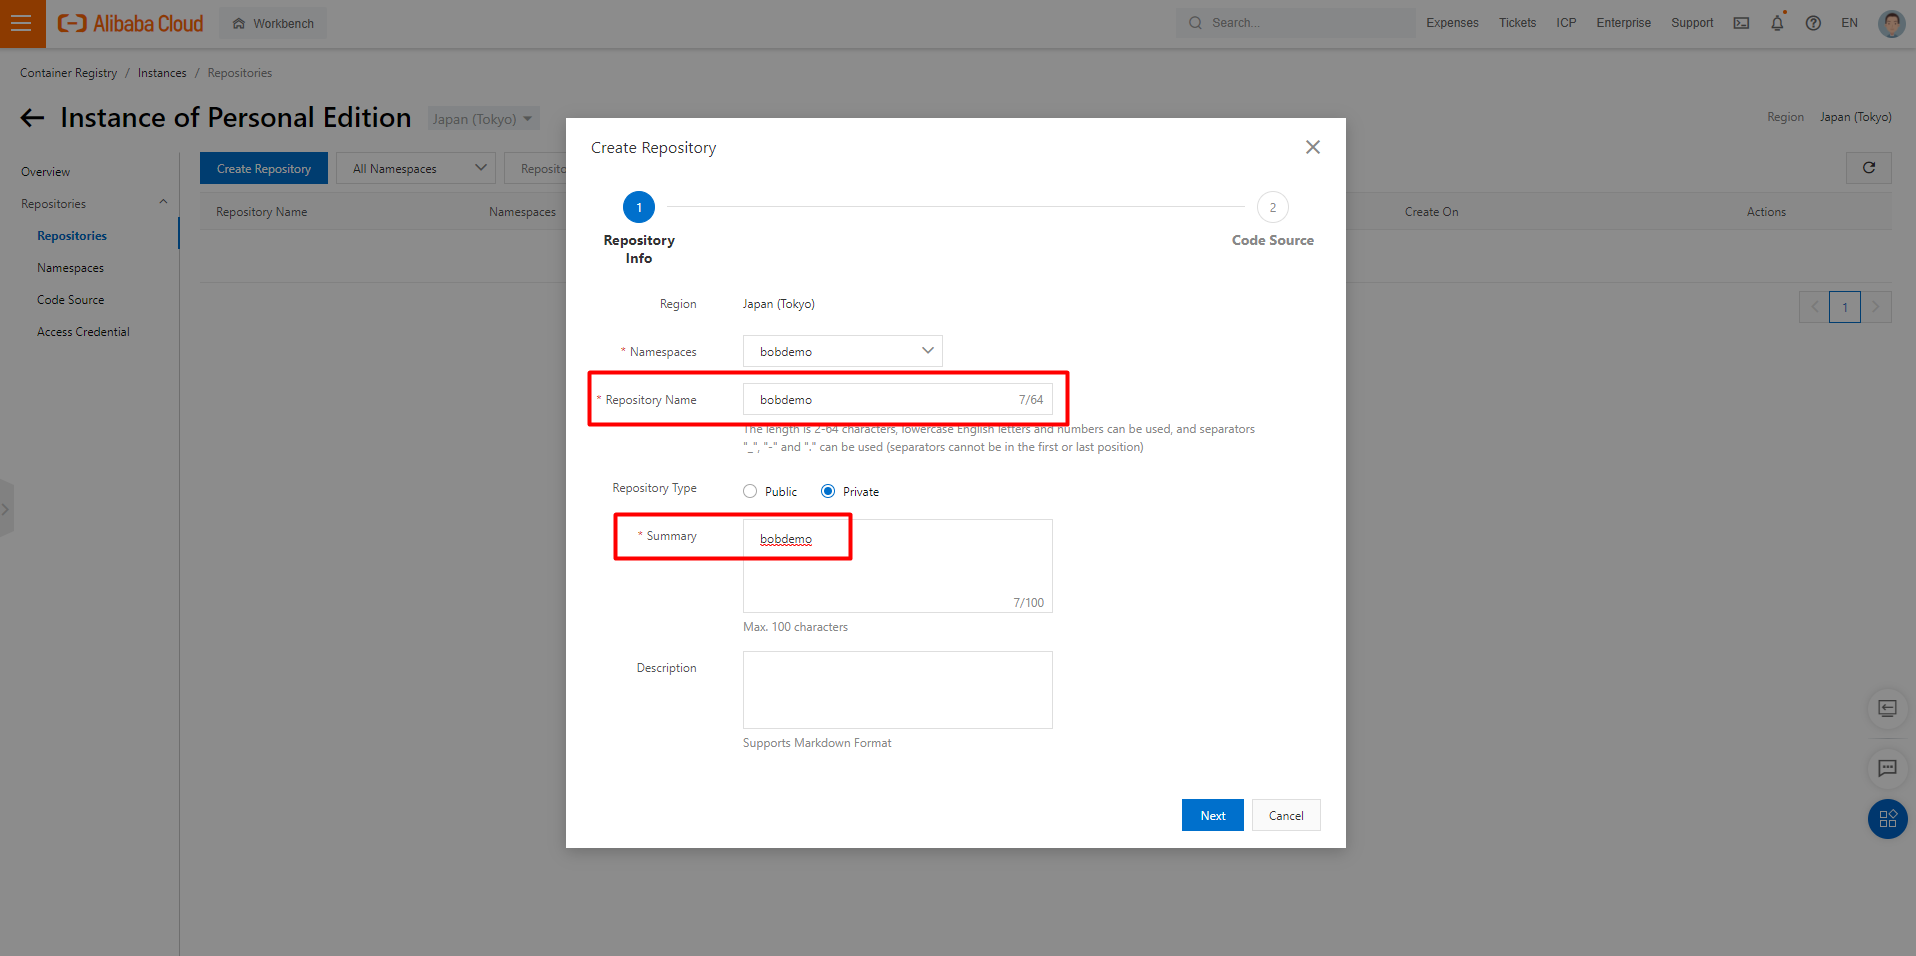 Alibaba Cloud
Workbench
Search...
Expenses
Tickets
ICP
Enterprise
Support
EN
Container Registry / Instances / Repositories
Instance of Personal Edition
Japan (Tokyo)
Region Japan (Tokyo)
Overview
Repositories
Repositories
Namespaces
Code Source
Access Credential
Create Repository
All Namespaces
Repository Name
Namespaces
Create On
Actions
1
Create Repository
1
Repository
Info
2
Code Source
Region Japan (Tokyo)
* Namespaces bobdemo
* Repository Name bobdemo 7/64
The length is 2-64 characters, lowercase English letters and numbers can be used, and separators
"_", "-" and "." can be used (separators cannot be in the first or last position)
Repository Type Public Private
* Summary bobdemo
7/100
Max. 100 characters
Description
Supports Markdown Format
Next
Cancel